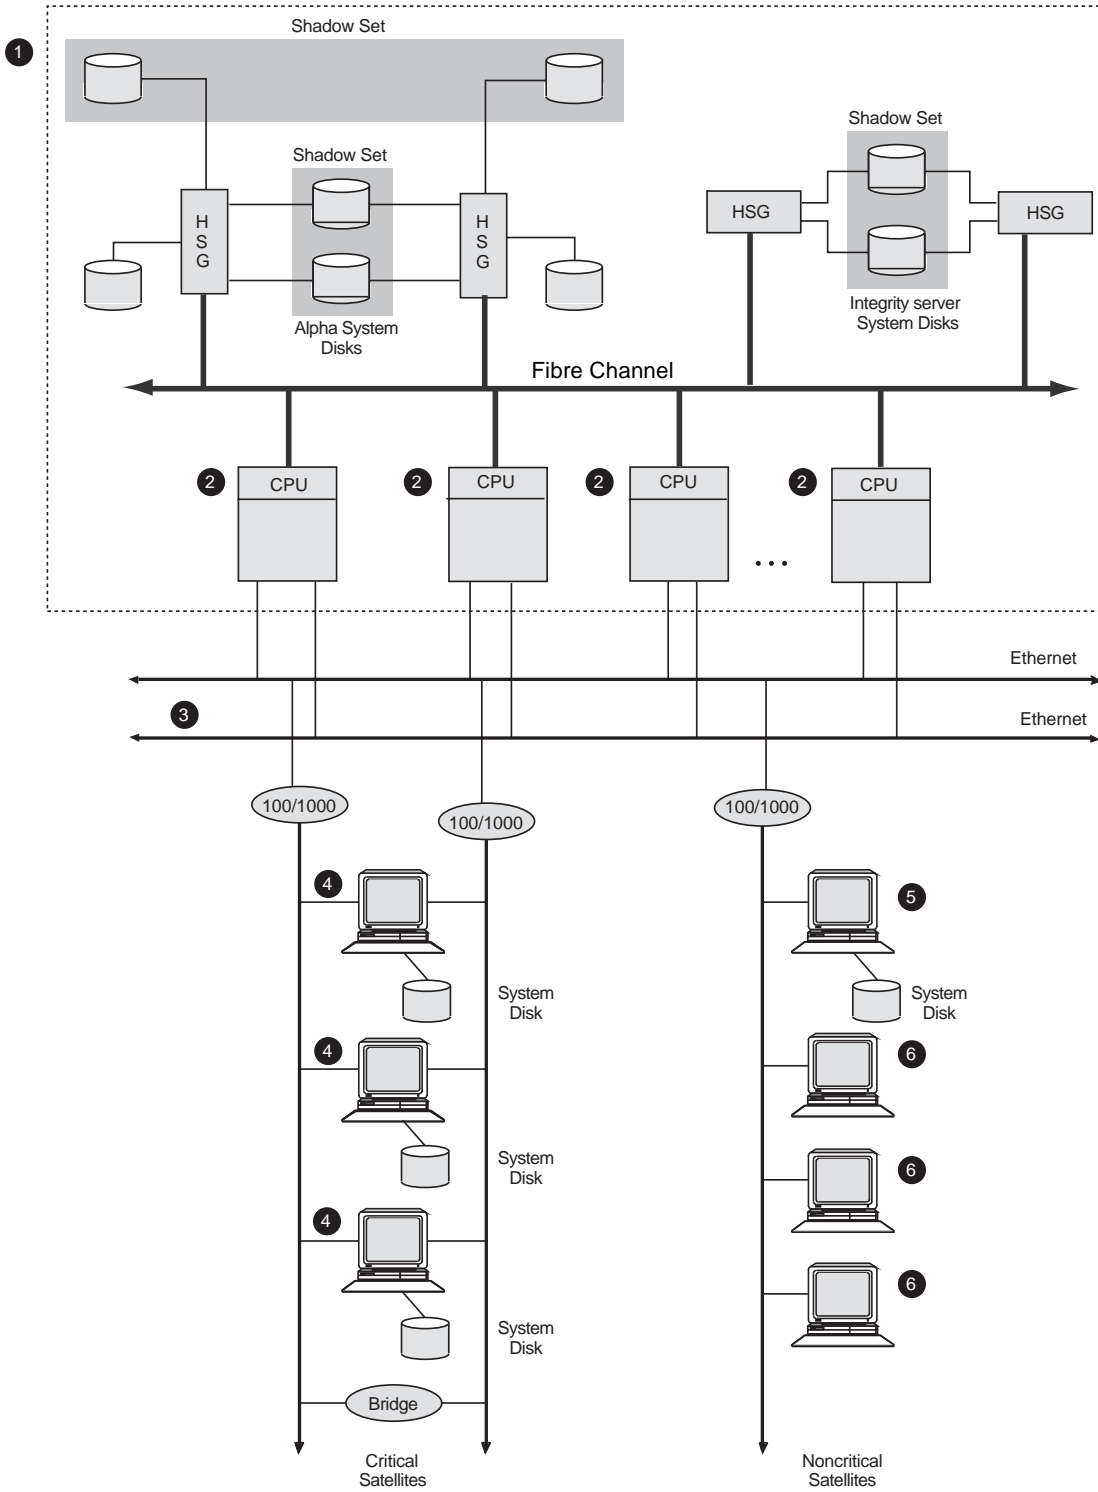 Shadow Set
1
Shadow Set
Shadow Set
HSG
HSG
HSG
HSG
Alpha System
Disks
Integrity server
System Disks
Fibre Channel
2
CPU
2
CPU
2
CPU
2
CPU
...
Ethernet
3
Ethernet
100/1000
100/1000
100/1000
4
5
System
Disk
System
Disk
4
6
System
Disk
6
4
6
System
Disk
Bridge
Critical
Satellites
Noncritical
Satellites